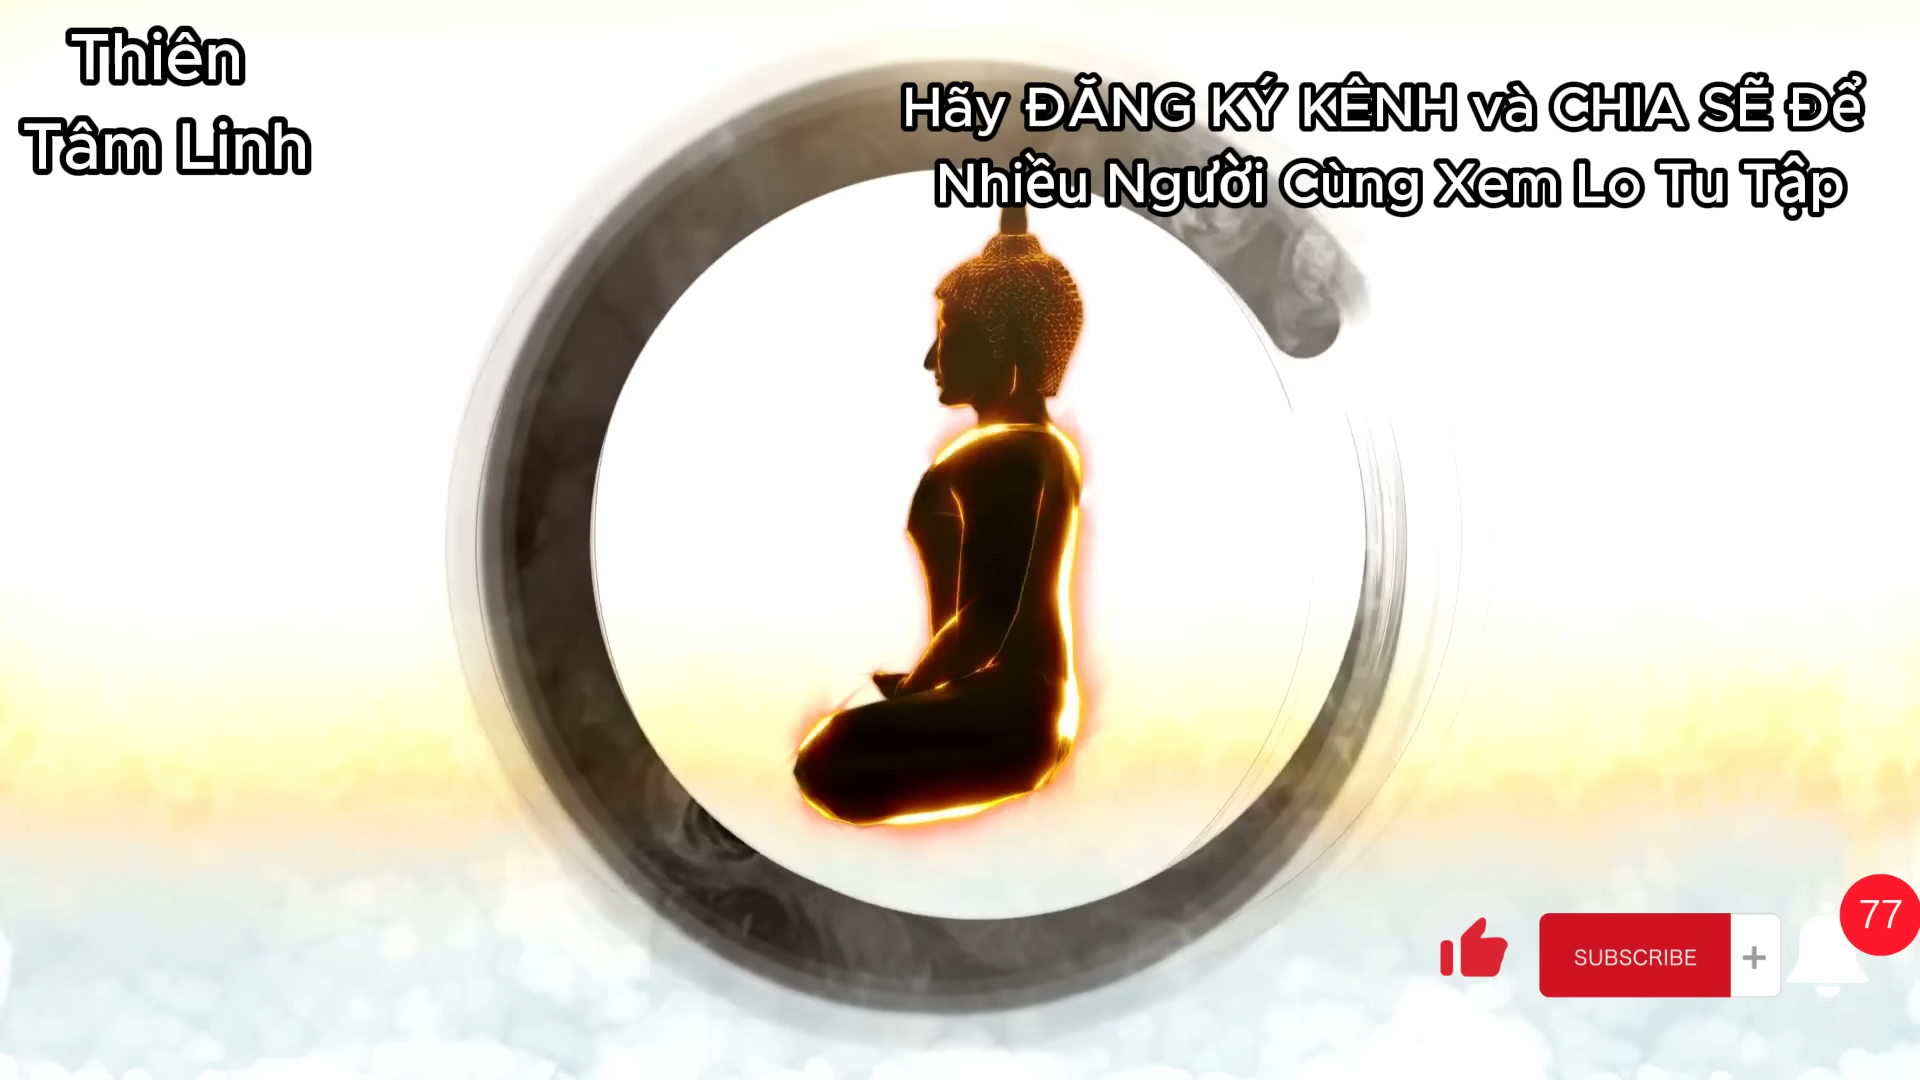 Thiên
Tâm Linh
Hãy ĐĂNG KÝ KÊNH và CHIA SẼ Để
Nhiều Người Cùng Xem Lo Tu Tập
77
SUBSCRIBE +